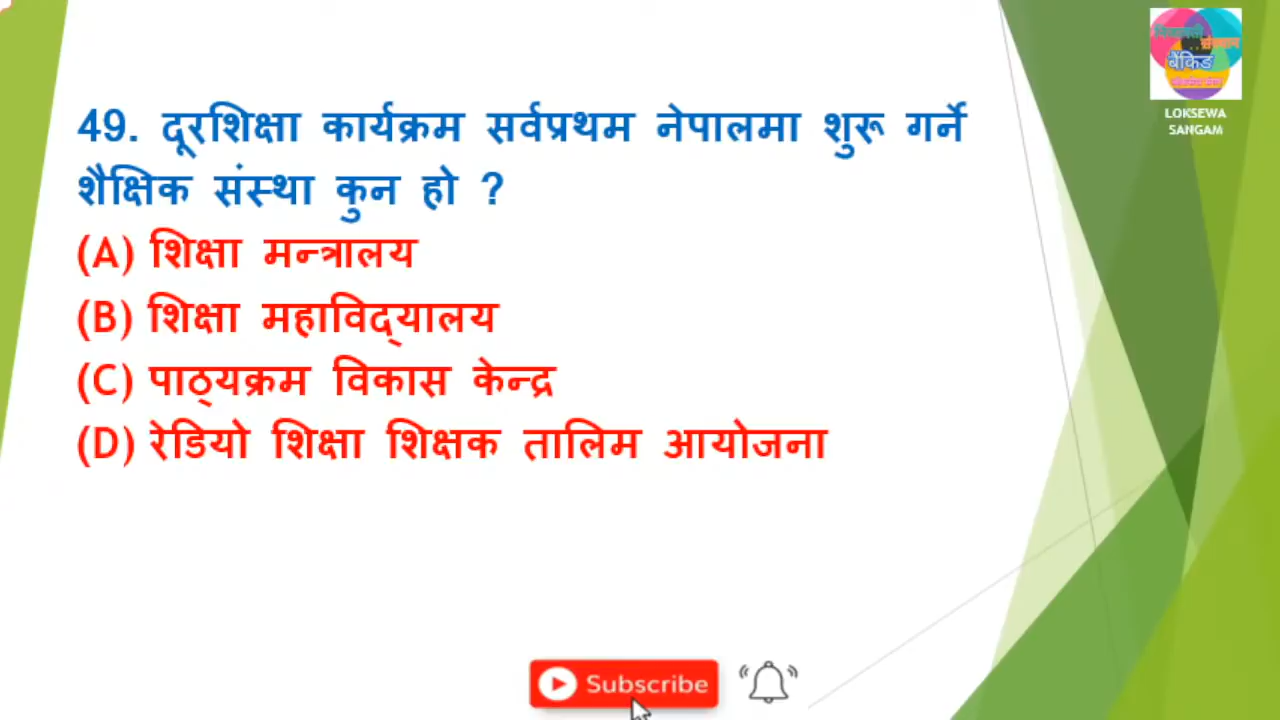 49. दूरशिक्षा कार्यक्रम सर्वप्रथम नेपालमा शुरू गर्ने
शैक्षिक संस्था कुन हो ?
(A) शिक्षा मन्त्रालय
(B) शिक्षा महाविद्यालय
(C) पाठ्यक्रम विकास केन्द्र
(D) रेडियो शिक्षा शिक्षक तालिम आयोजना
बैंकिङ
LOKSEWA
SANGAM
Subscribe